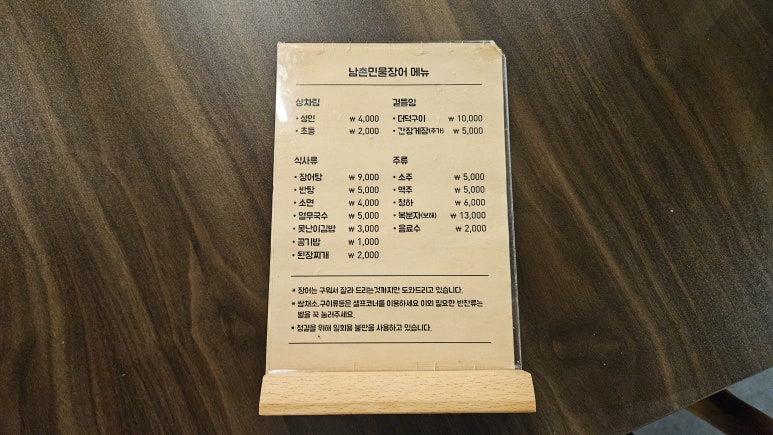 남촌민물장어 메뉴
상차림
• 성인 ₩ 4,000
• 초등 ₩ 2,000
곁들임
• 더덕구이 ₩ 10,000
• 간장게장(추가) ₩ 5,000
식사류
• 장어탕 ₩ 9,000
• 반탕 ₩ 5,000
• 소면 ₩ 4,000
• 열무국수 ₩ 5,000
• 못난이김밥 ₩ 3,000
• 공기밥 ₩ 1,000
• 된장찌개 ₩ 2,000
주류
• 소주 ₩ 5,000
• 맥주 ₩ 5,000
• 청하 ₩ 6,000
• 복분자(보해) ₩ 13,000
• 음료수 ₩ 2,000
* 장어는 구워서 잘라 드리는것까지만 도와드리고 있습니다.
* 쌈채소,구이류등은 셀프코너를 이용하세요 이외 필요한 반찬류는
벨을 꼭 눌러주세요.
* 청결을 위해 일회용 불판을 사용하고 있습니다.